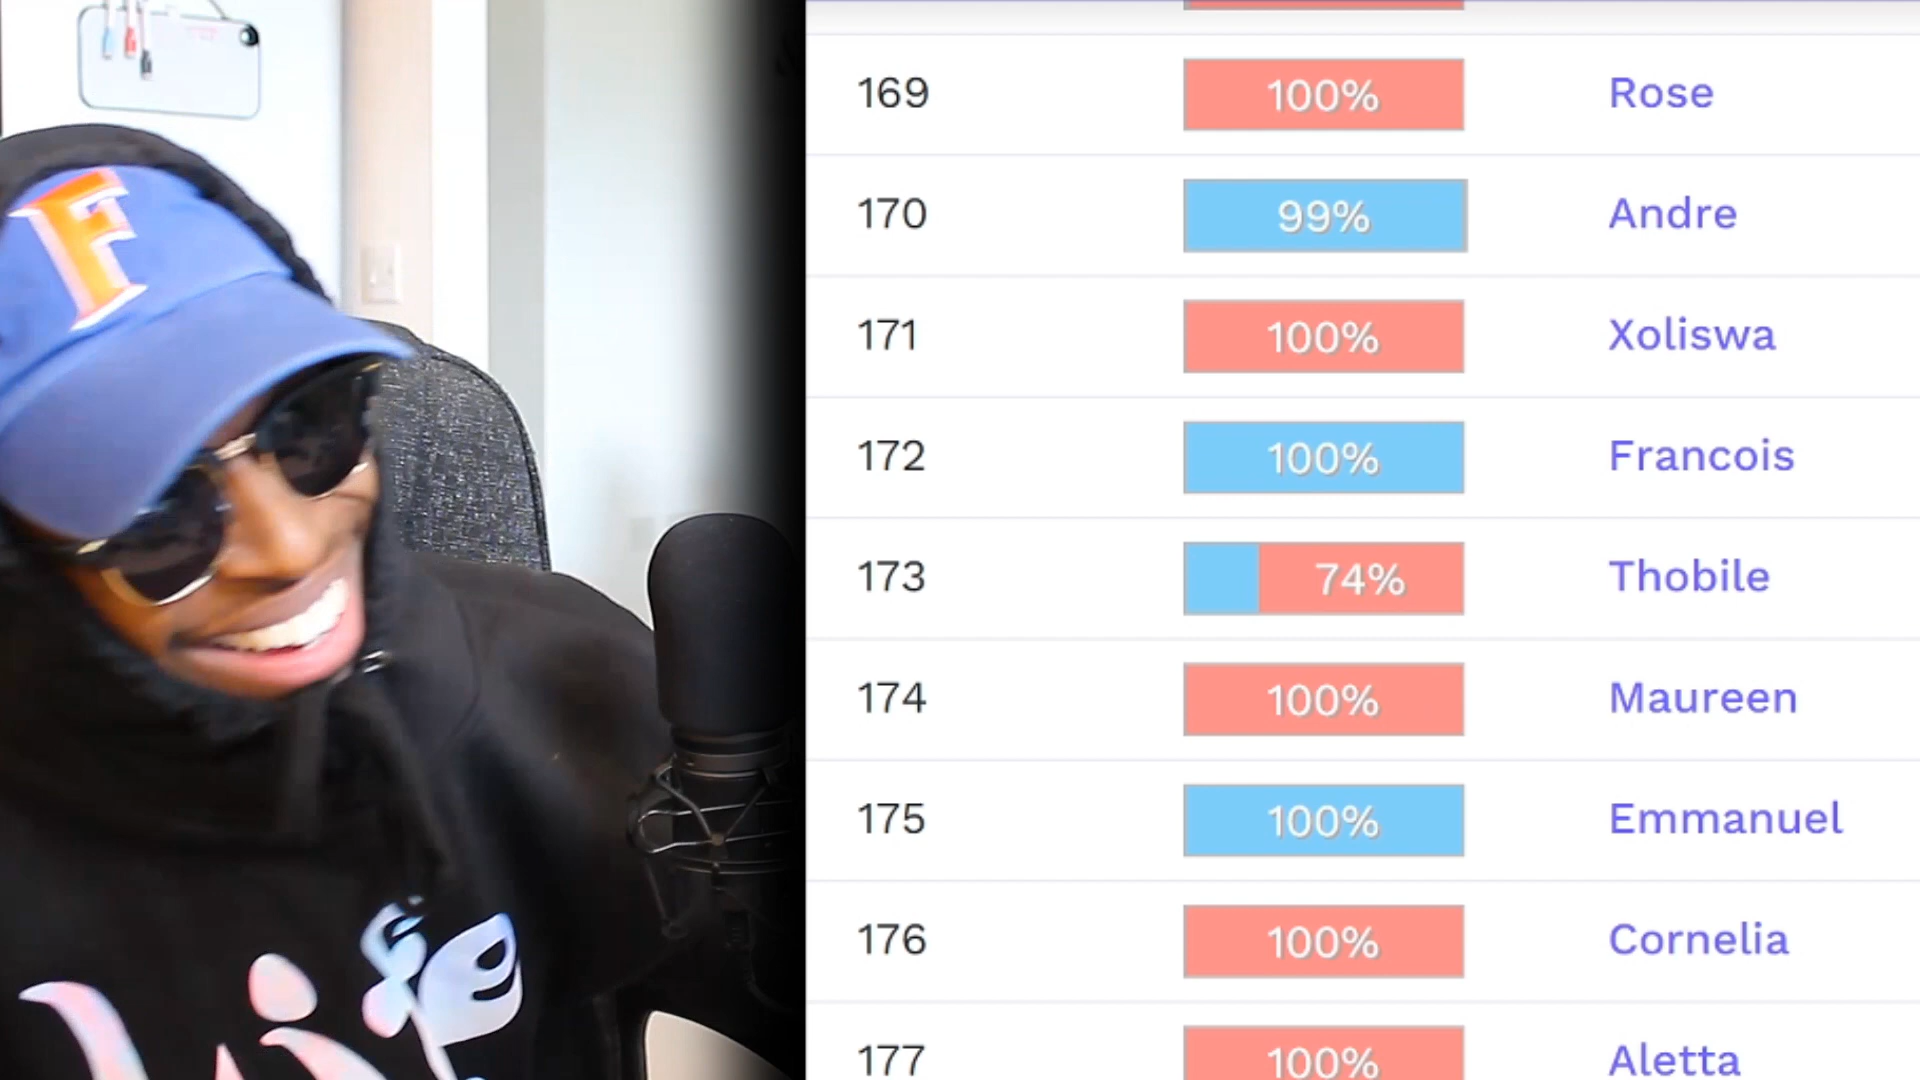 F
169 100% Rose
170 99% Andre
171 100% Xoliswa
172 100% Francois
173 74% Thobile
174 100% Maureen
175 100% Emmanuel
176 100% Cornelia
177 100% Aletta